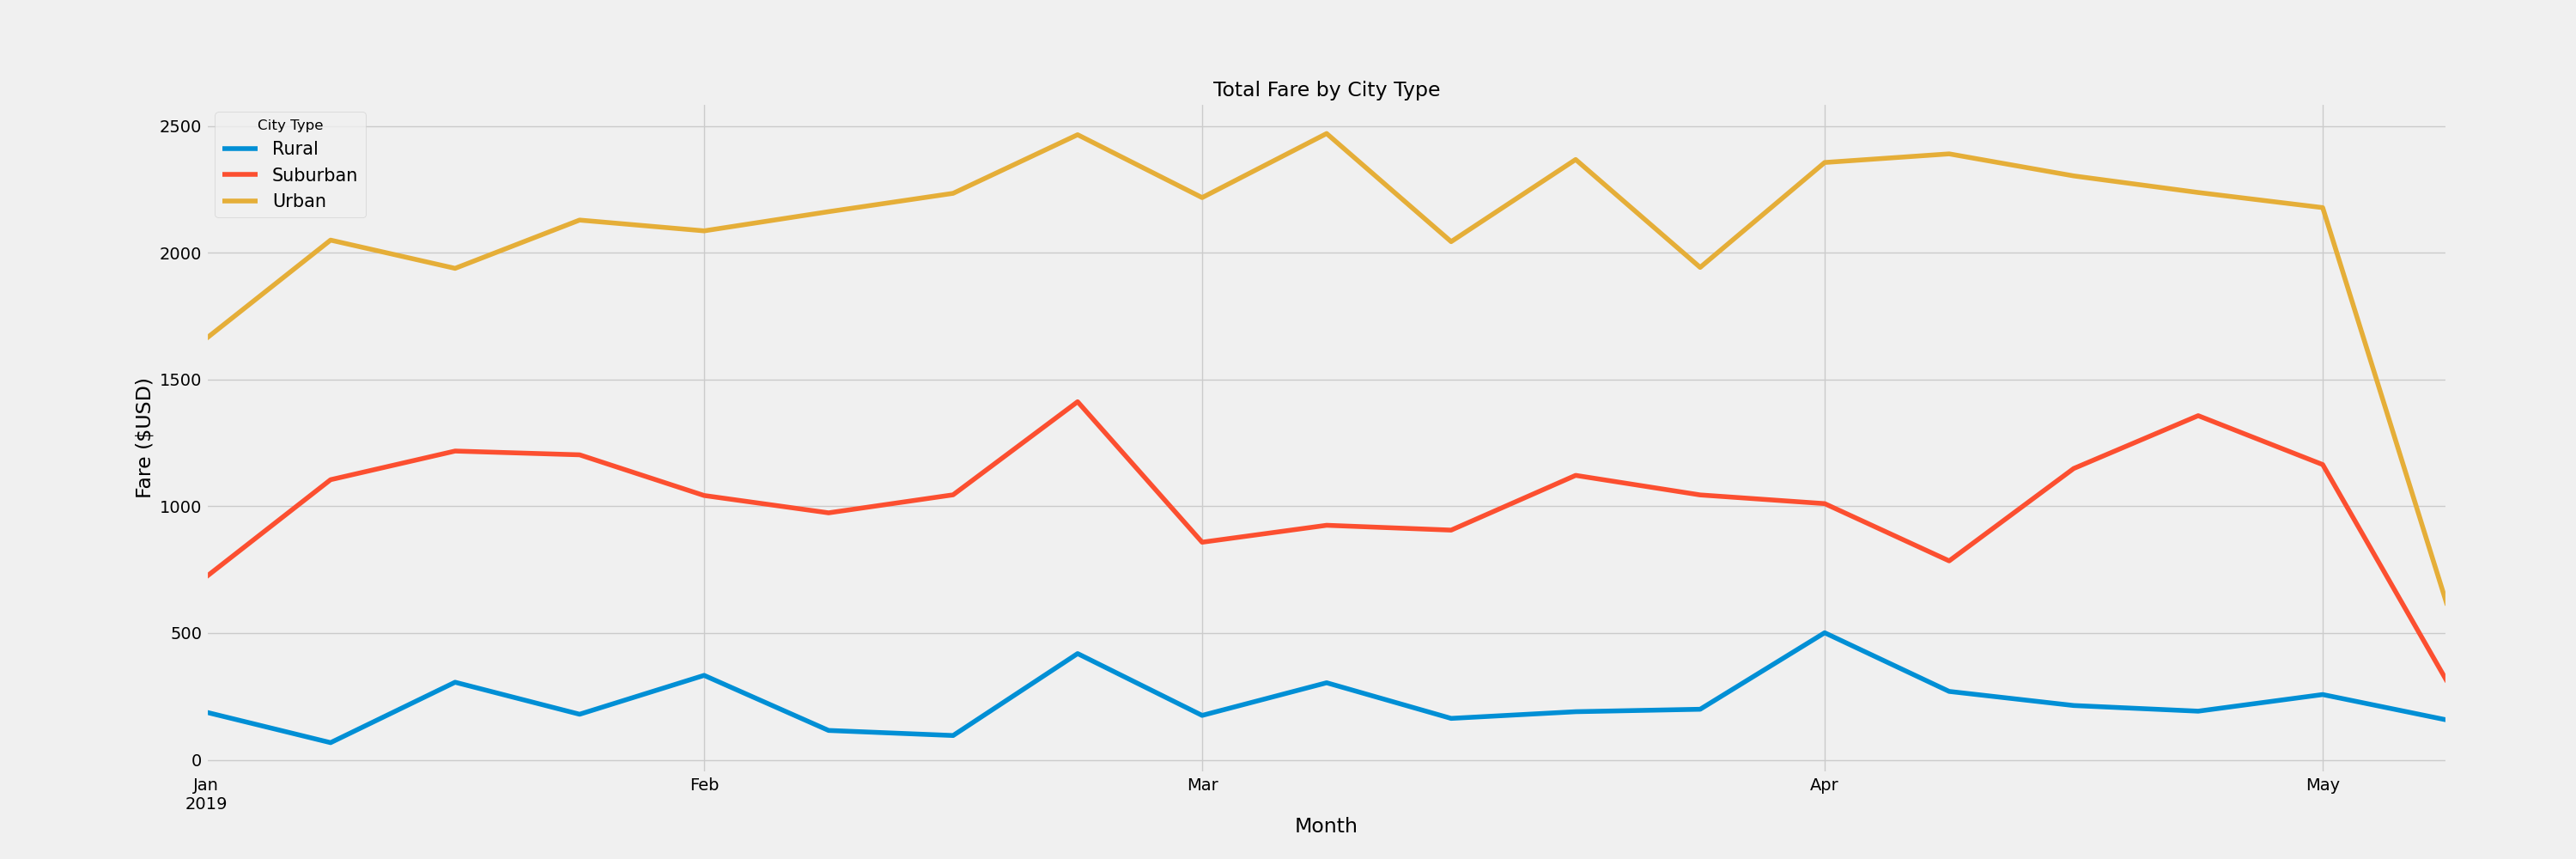 Total Fare by City Type
City Type
Rural
Suburban
Urban
2500
2000
1500
1000
500
0
Fare ($USD)
Jan
2019
Feb
Mar
Apr
May
Month